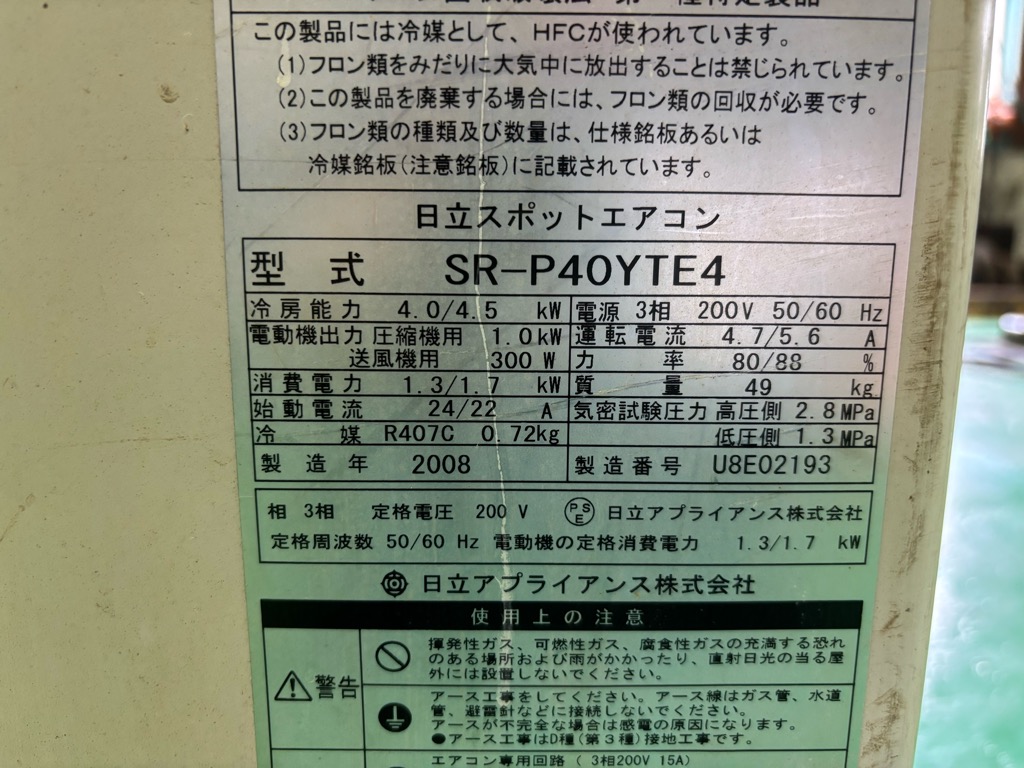 この製品には冷媒として、HFCが使われています。
(1)フロン類をみだりに大気中に放出することは禁じられています。
(2)この製品を廃棄する場合には、フロン類の回収が必要です。
(3)フロン類の種類及び数量は、仕様銘板あるいは
冷媒銘板(注意銘板)に記載されています。
日立スポットエアコン
型 式 SR-P40YTE4
冷房能力 4.0/4.5 kW 電源 3相 200V 50/60 Hz
電動機出力 圧縮機用 1.0kW 運転電流 4.7/5.6 A
送風機用 300 W 力 率 80/88 %
消費電力 1.3/1.7 kW 質 量 49 kg
始動電流 24/22 A 気密試験圧力 高圧側 2.8MPa
冷 媒 R407C 0.72kg 低圧側 1.3MPa
製造年 2008 製造番号 U8E02193
相 3相 定格電圧 200 V PSE 日立アプライアンス株式会社
定格周波数 50/60 Hz 電動機の定格消費電力 1.3/1.7 kW
日立アプライアンス株式会社
使用上の注意
警告
揮発性ガス、可燃性ガス、腐食性ガスの充満する恐れ
のある場所および雨がかかったり、直射日光の当る屋
外には設置しないでください。
アース工事をしてください。アース線はガス管、水道
管、避雷針などに接続しないでください。
アースが不完全な場合は感電の原因になります。
●アース工事はD種(第3種)接地工事です。
エアコン専用回路(3相200V 15A)